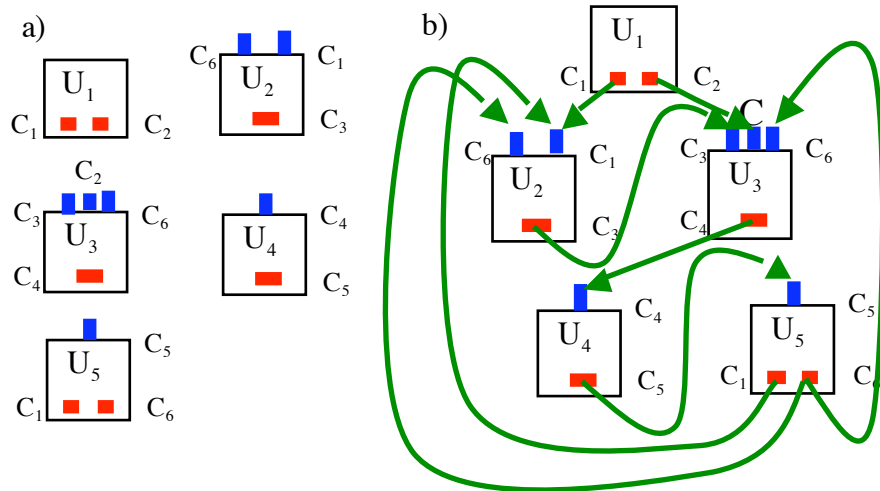 a)
U₁
C₁ C₂
C₆ C₁
U₂
C₃
C₂
C₃ C₆
U₃
C₄
C₄
U₄
C₅
C₅
U₅
C₁ C₆
b)
U₁
C₁ C₂
C
C₆ C₁
U₂
C₃
C₃ C₆
U₃
C₄
C₄
U₄
C₅
C₅
U₅
C₁ C₆